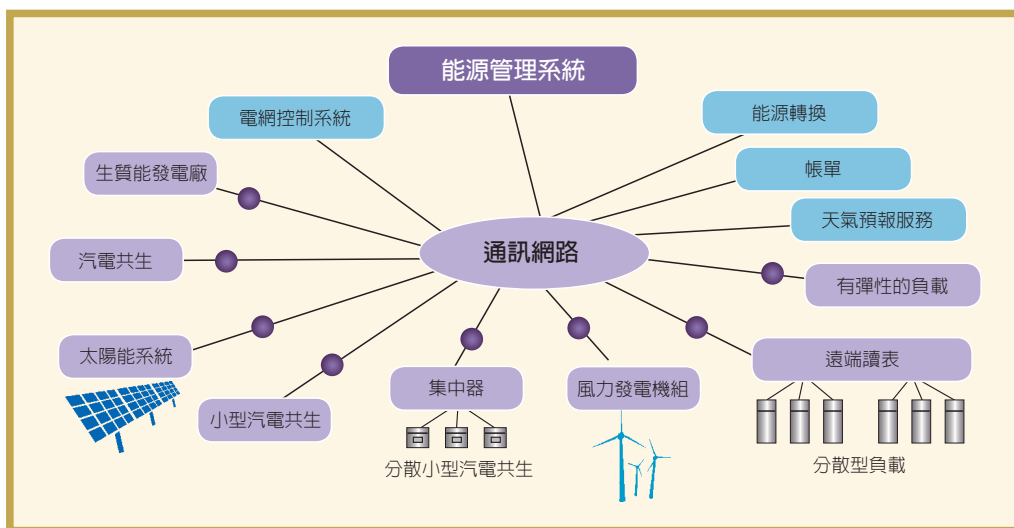 能源管理系統
電網控制系統
能源轉換
生質能發電廠
帳單
天氣預報服務
通訊網路
汽電共生
有彈性的負載
太陽能系統
遠端讀表
集中器
風力發電機組
小型汽電共生
分散小型汽電共生
分散型負載